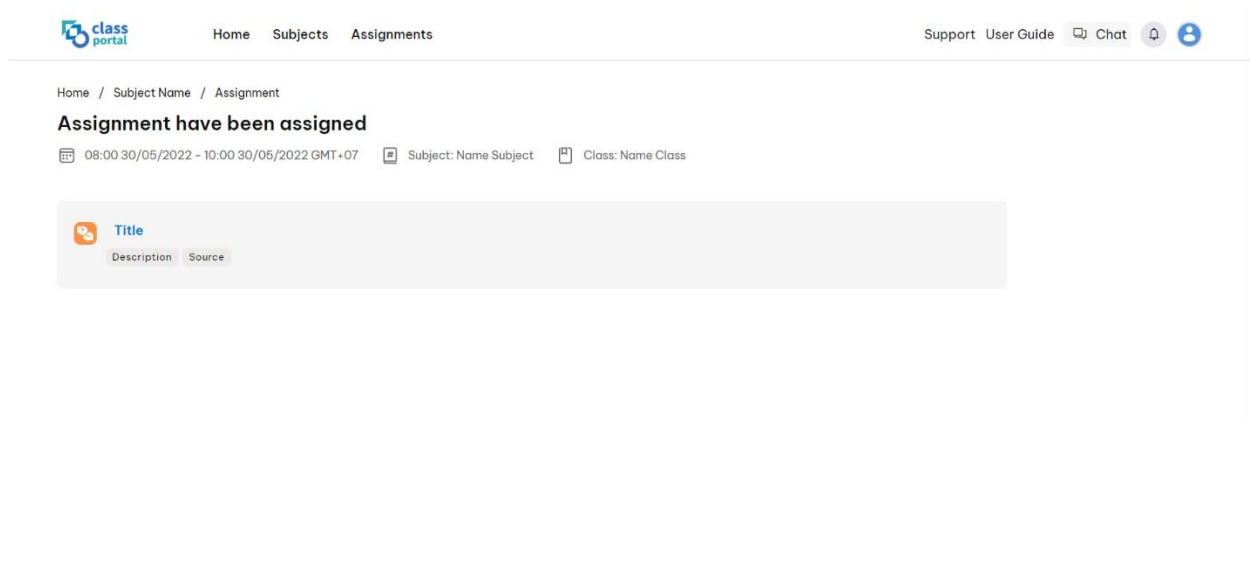 class
portal
Home Subjects Assignments
Support User Guide Chat
Home / Subject Name / Assignment
Assignment have been assigned
08:00 30/05/2022 - 10:00 30/05/2022 GMT+07 # Subject: Name Subject Class: Name Class
Title
Description Source